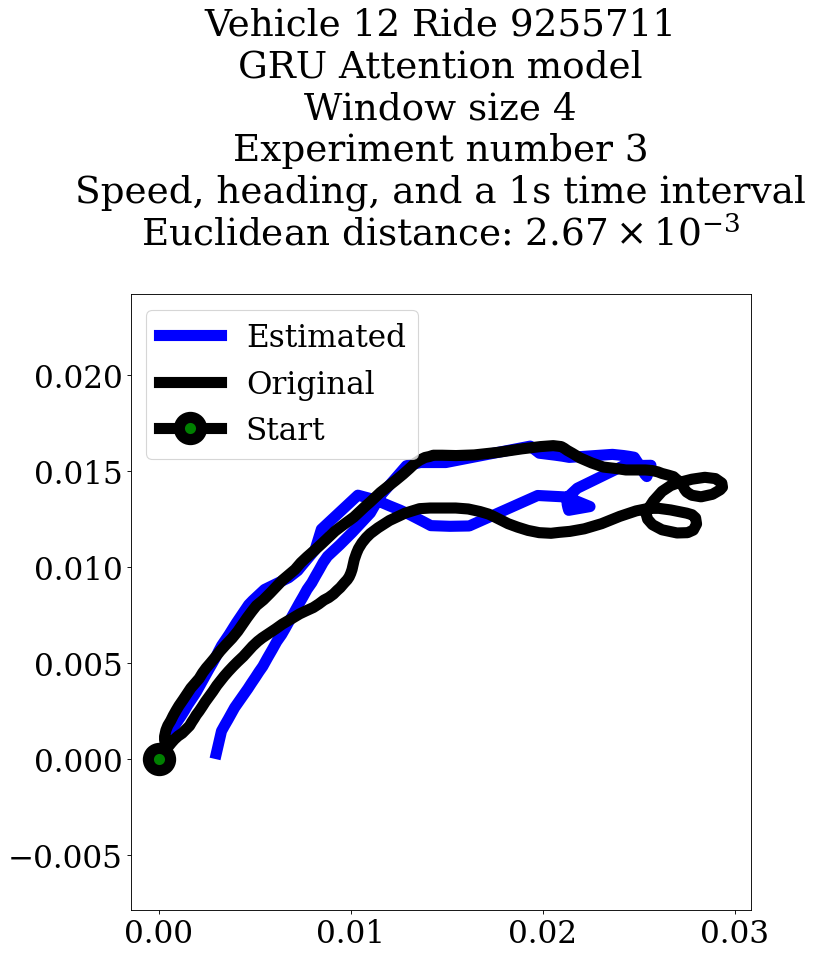 Vehicle 12 Ride 9255711
GRU Attention model
Window size 4
Experiment number 3
Speed, heading, and a 1s time interval
Euclidean distance: 2.67 × 10⁻³
Estimated
Original
Start
0.020
0.015
0.010
0.005
0.000
−0.005
0.00 0.01 0.02 0.03